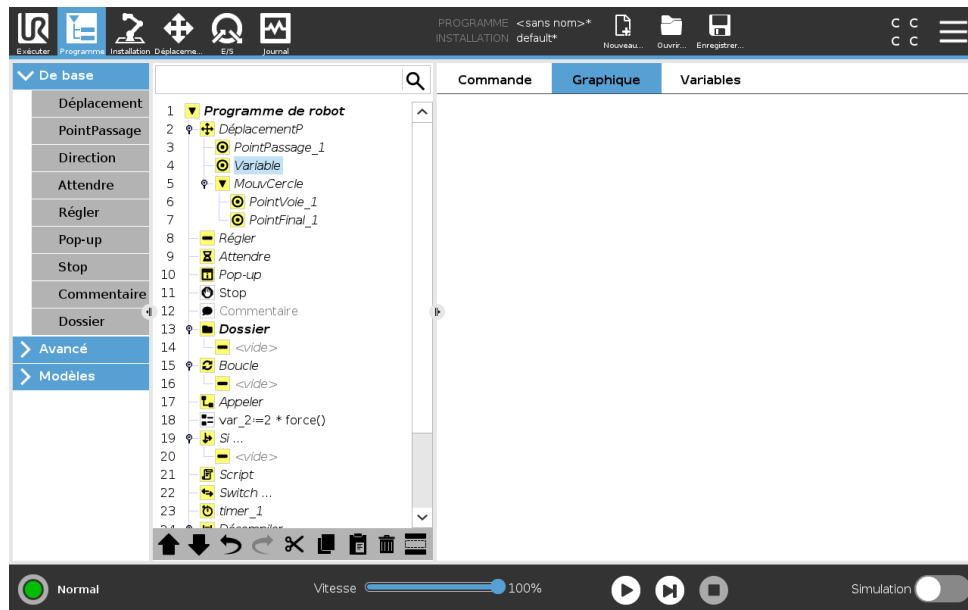 Exécuter
Programme
Installation
Déplaceme...
E/S
Journal
PROGRAMME <sans nom>*
INSTALLATION default*
Nouveau...
Ouvrir...
Enregistrer...
C C
C C
De base
Déplacement
PointPassage
Direction
Attendre
Régler
Pop-up
Stop
Commentaire
Dossier
Avancé
Modèles
1 Programme de robot
2 DéplacementP
3 PointPassage_1
4 Variable
5 MouvCercle
6 PointVoie_1
7 PointFinal_1
8 Régler
9 Attendre
10 Pop-up
11 Stop
12 Commentaire
13 Dossier
14 <vide>
15 Boucle
16 <vide>
17 Appeler
18 var_2:=2 * force()
19 Si ...
20 <vide>
21 Script
22 Switch ...
23 timer_1
Commande
Graphique
Variables
Normal
Vitesse
100%
Simulation